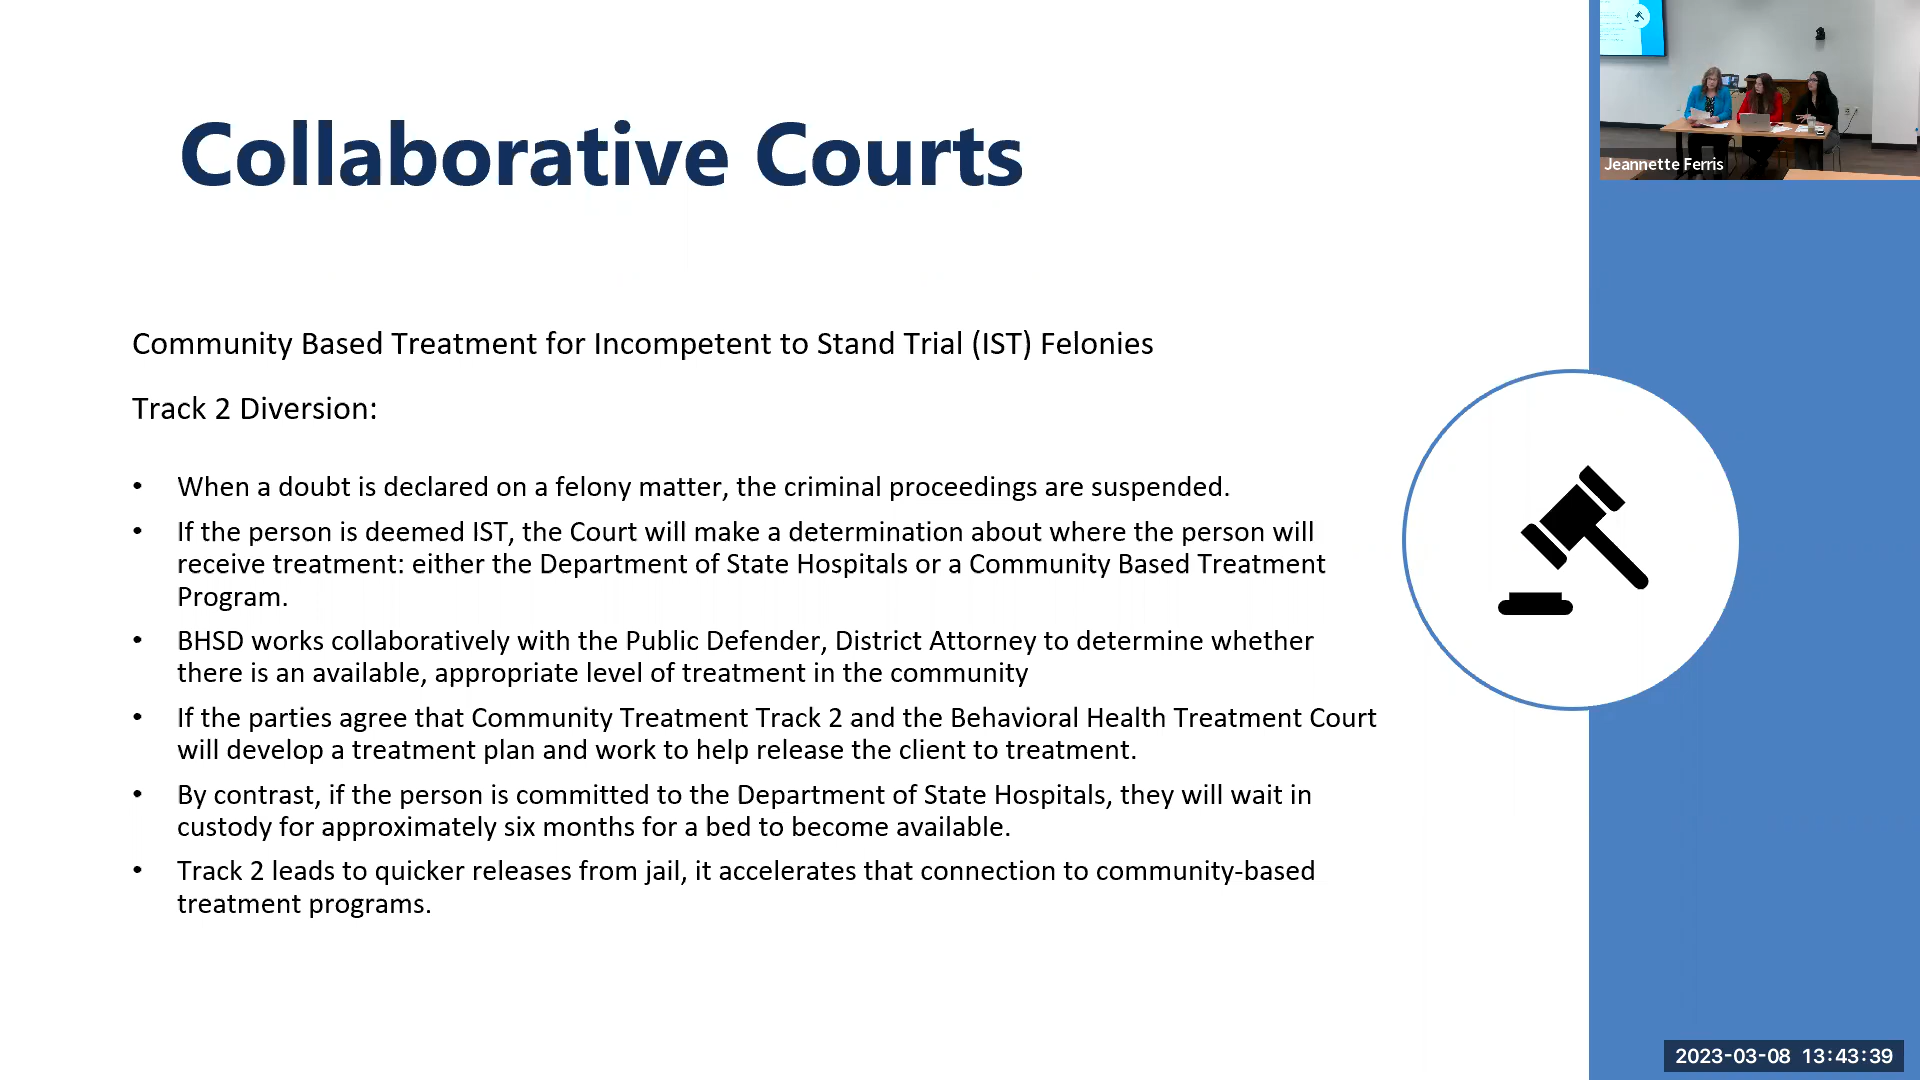 Collaborative Courts
Community Based Treatment for Incompetent to Stand Trial (IST) Felonies
Track 2 Diversion:
• When a doubt is declared on a felony matter, the criminal proceedings are suspended.
• If the person is deemed IST, the Court will make a determination about where the person will
receive treatment: either the Department of State Hospitals or a Community Based Treatment
Program.
• BHSD works collaboratively with the Public Defender, District Attorney to determine whether
there is an available, appropriate level of treatment in the community
• If the parties agree that Community Treatment Track 2 and the Behavioral Health Treatment Court
will develop a treatment plan and work to help release the client to treatment.
• By contrast, if the person is committed to the Department of State Hospitals, they will wait in
custody for approximately six months for a bed to become available.
• Track 2 leads to quicker releases from jail, it accelerates that connection to community-based
treatment programs.
Jeannette Ferris
2023-03-08 13:43:39